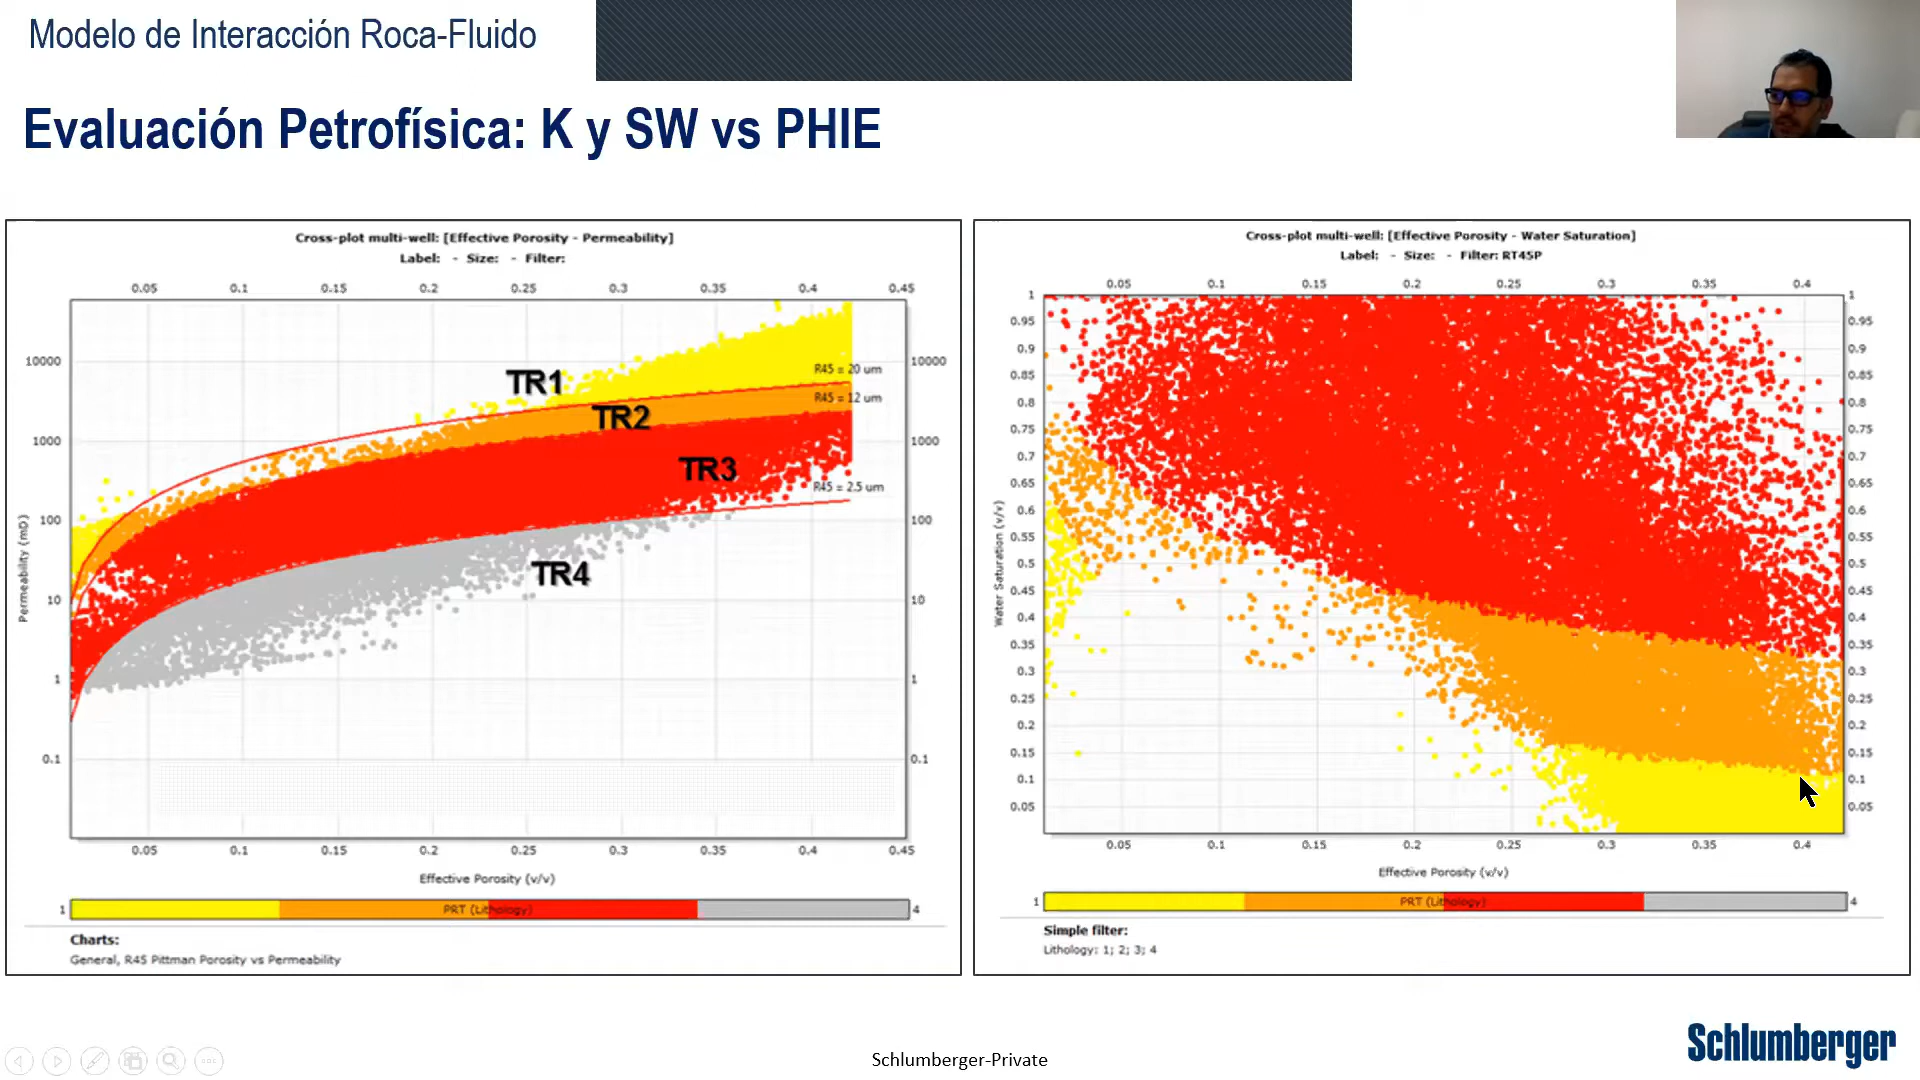 Modelo de Interacción Roca-Fluido
Evaluación Petrofísica: K y SW vs PHIE
Cross-plot multi-well: [Effective Porosity - Permeability]
Label: - Size: - Filter:
0.05 0.1 0.15 0.2 0.25 0.3 0.35 0.4 0.45
10000
1000
100
10
1
0.1
Permeability (mD)
TR1
TR2
TR3
TR4
R45 = 20 um
R45 = 12 um
R45 = 2.5 um
10000
1000
100
10
1
0.1
0.05 0.1 0.15 0.2 0.25 0.3 0.35 0.4 0.45
Effective Porosity (v/v)
1 PRT (Lithology) 4
Charts:
General, R45 Pittman Porosity vs Permeability
Cross-plot multi-well: [Effective Porosity - Water Saturation]
Label: - Size: - Filter: RT45P
0.05 0.1 0.15 0.2 0.25 0.3 0.35 0.4
1
0.95
0.9
0.85
0.8
0.75
0.7
0.65
0.6
0.55
0.5
0.45
0.4
0.35
0.3
0.25
0.2
0.15
0.1
0.05
Water Saturation (v/v)
1
0.95
0.9
0.85
0.8
0.75
0.7
0.65
0.6
0.55
0.5
0.45
0.4
0.35
0.3
0.25
0.2
0.15
0.1
0.05
0.05 0.1 0.15 0.2 0.25 0.3 0.35 0.4
Effective Porosity (v/v)
1 PRT (Lithology) 4
Simple filter:
Lithology: 1; 2; 3; 4
Schlumberger-Private
Schlumberger